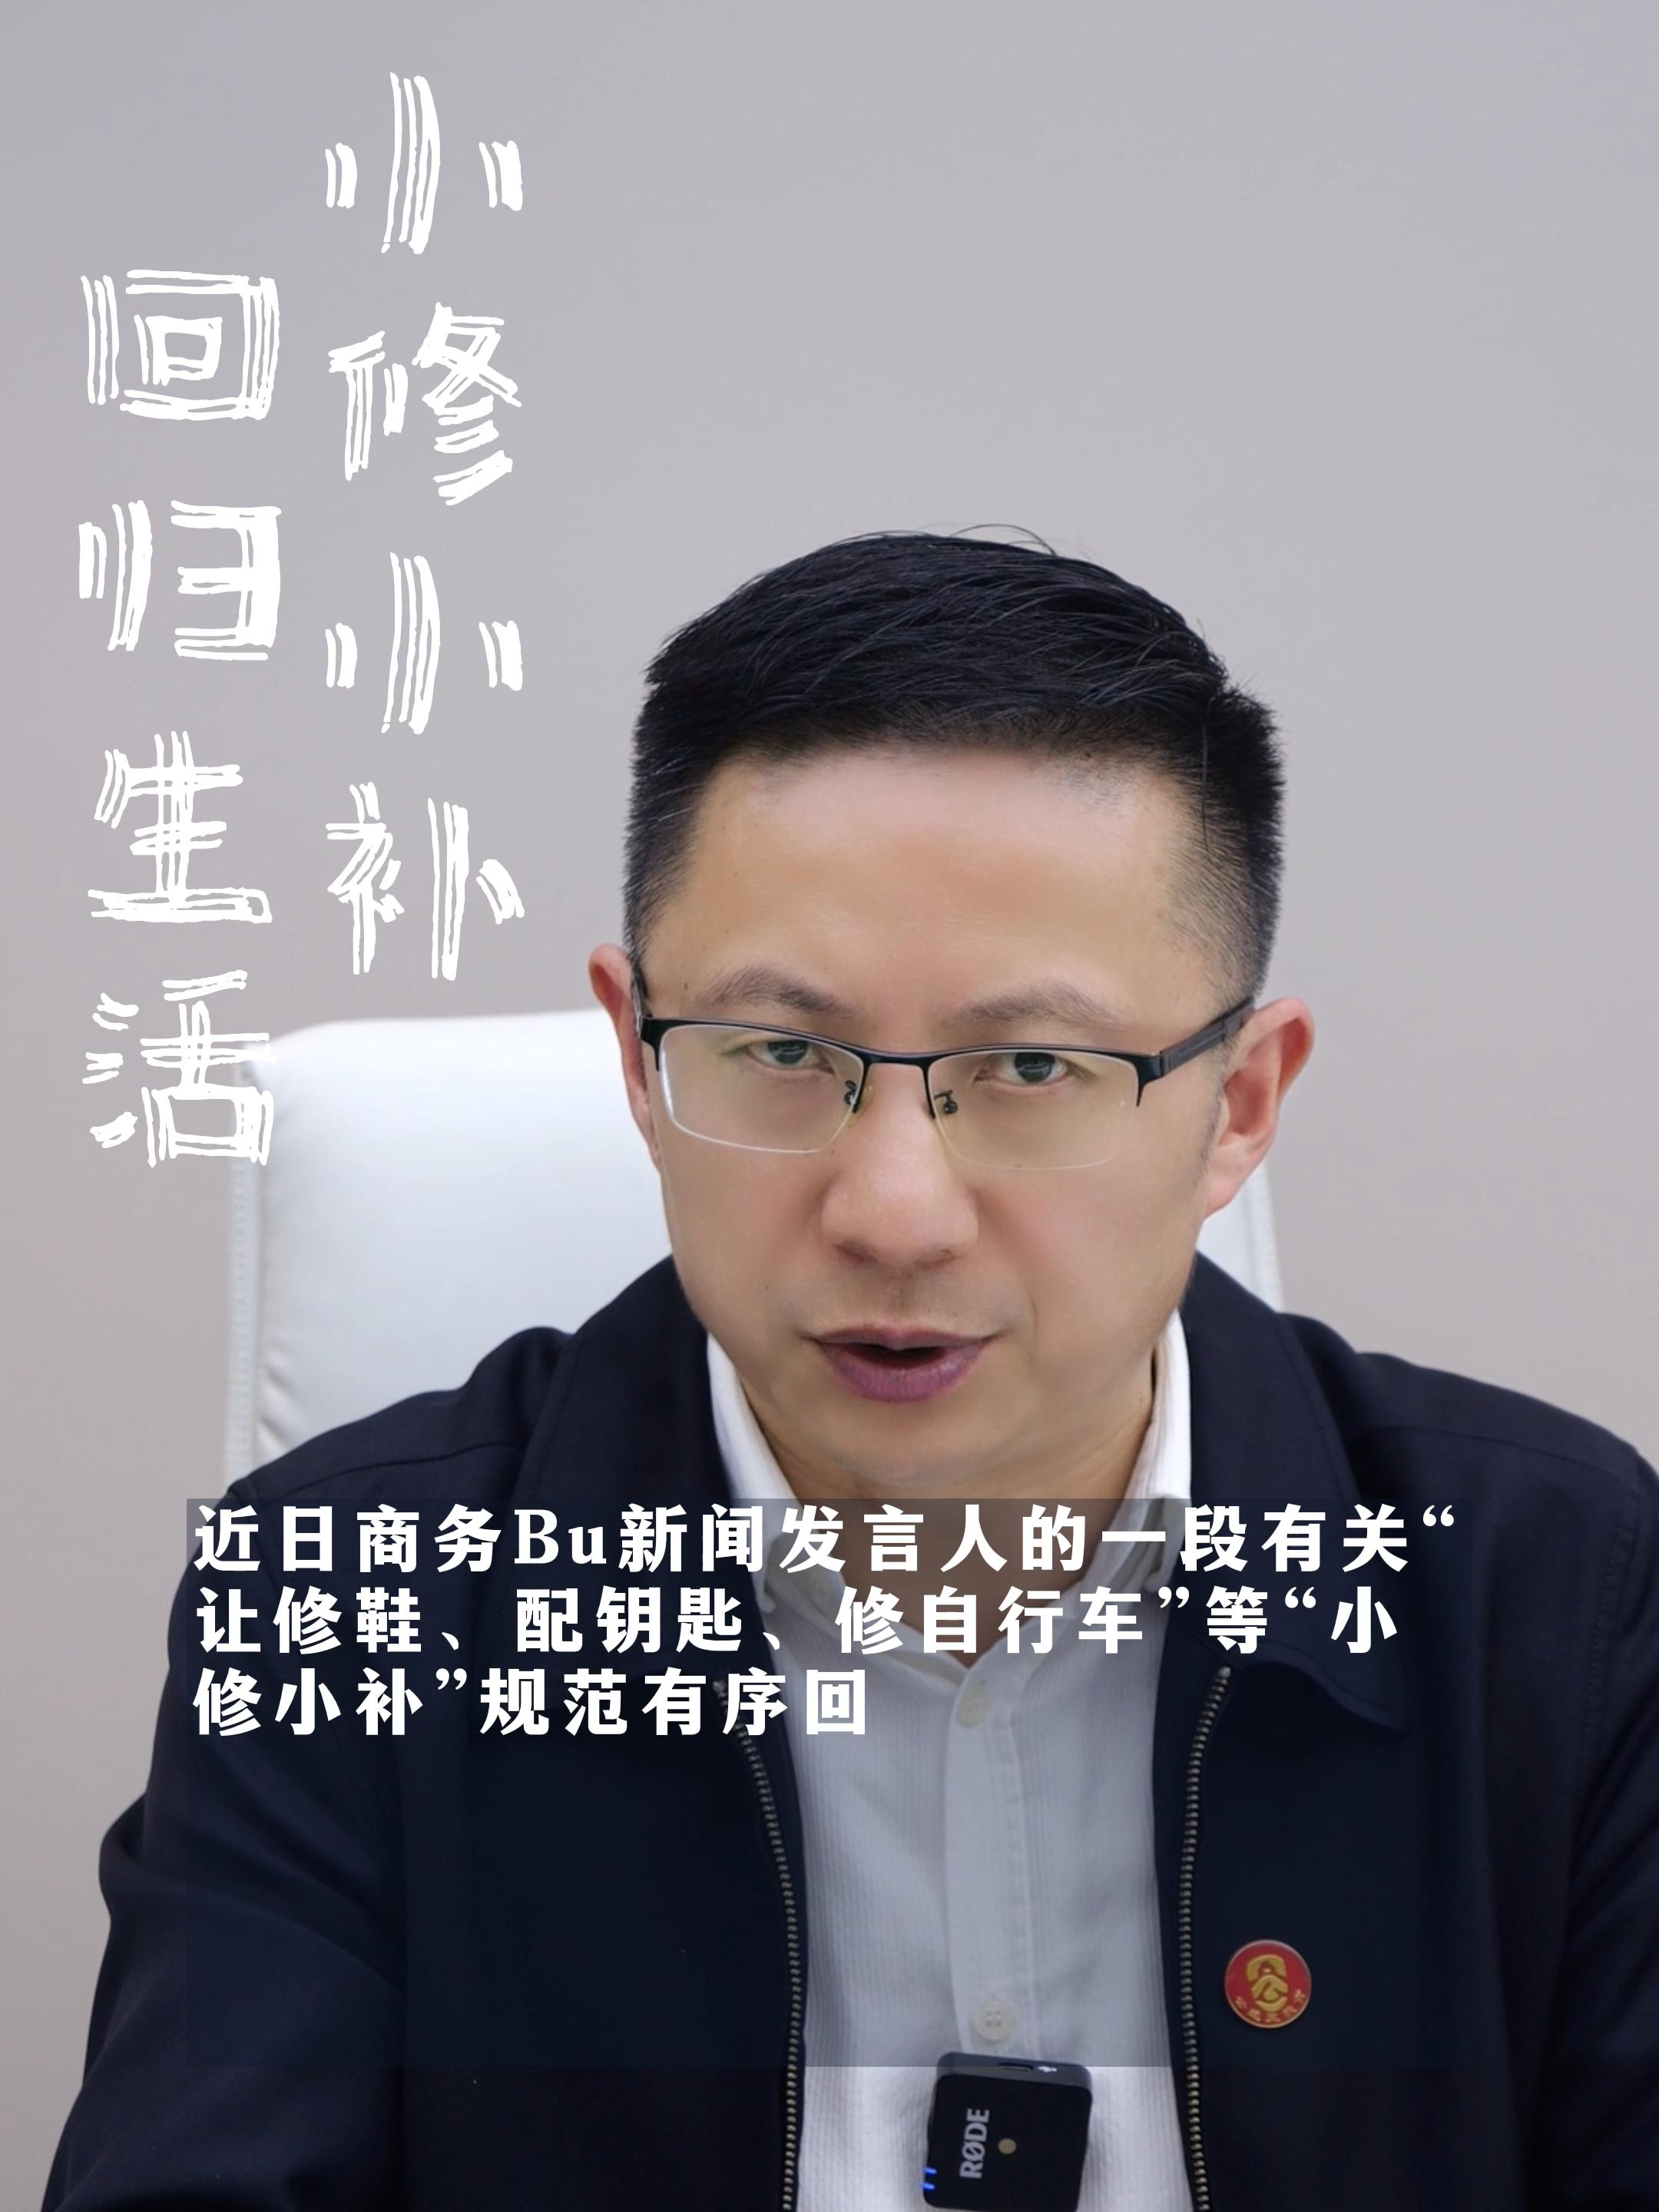 小修小补
回归生活
近日商务Bu新闻发言人的一段有关“
让修鞋、配钥匙、修自行车”等“小
修小补”规范有序回
RØDE